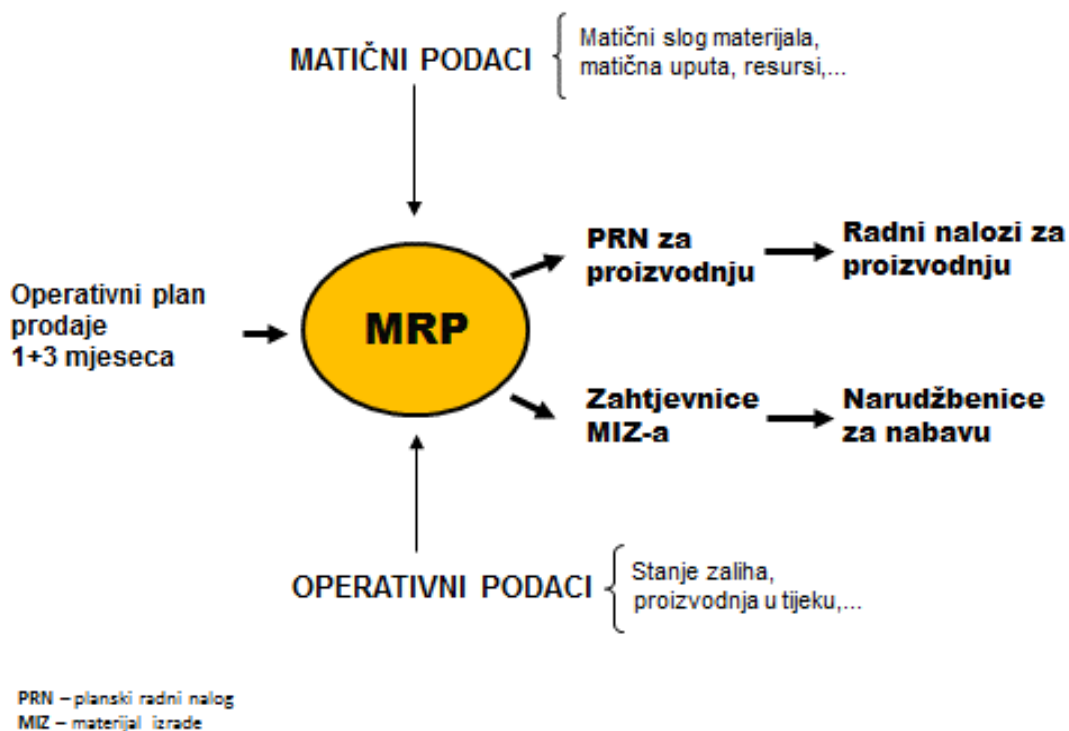 MATIČNI PODACI
Matični slog materijala,
matična uputa, resursi,...
Operativni plan
prodaje
1+3 mjeseca
MRP
PRN za
proizvodnju
Radni nalozi za
proizvodnju
Zahtjevnice
MIZ-a
Narudžbenice
za nabavu
OPERATIVNI PODACI
Stanje zaliha,
proizvodnja u tijeku,...
PRN – planski radni nalog
MIZ – materijal izrade